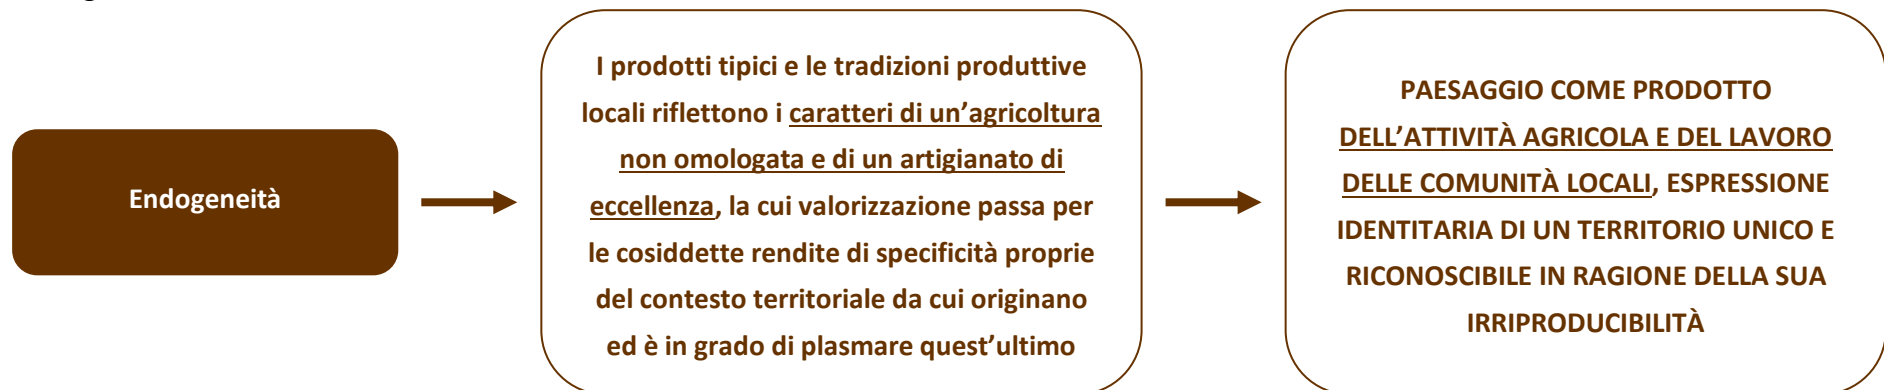 Endogeneità
I prodotti tipici e le tradizioni produttive
locali riflettono i caratteri di un’agricoltura
non omologata e di un artigianato di
eccellenza, la cui valorizzazione passa per
le cosiddette rendite di specificità proprie
del contesto territoriale da cui originano
ed è in grado di plasmare quest’ultimo
PAESAGGIO COME PRODOTTO
DELL’ATTIVITÀ AGRICOLA E DEL LAVORO
DELLE COMUNITÀ LOCALI, ESPRESSIONE
IDENTITARIA DI UN TERRITORIO UNICO E
RICONOSCIBILE IN RAGIONE DELLA SUA
IRRIPRODUCIBILITÀ